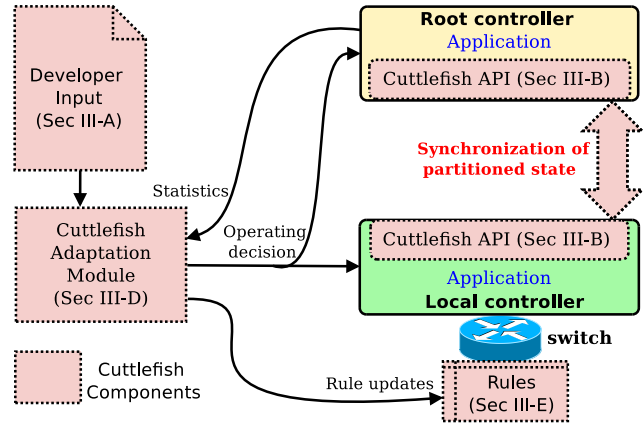 Root controller
Application
Cuttlefish API (Sec III-B)
Developer
Input
(Sec III-A)
Synchronization of
partitioned state
Statistics
Operating
decision
Cuttlefish
Adaptation
Module
(Sec III-D)
Cuttlefish API (Sec III-B)
Application
Local controller
switch
Cuttlefish
Components
Rule updates
Rules
(Sec III-E)